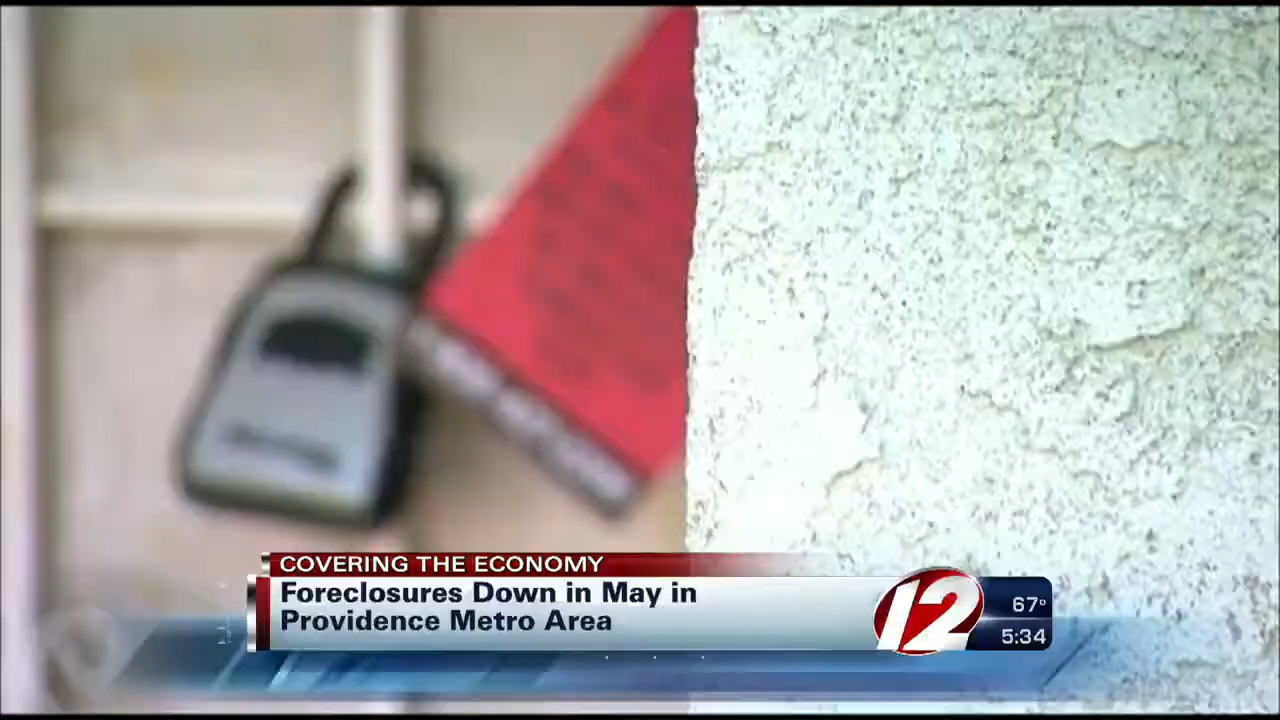 COVERING THE ECONOMY
Foreclosures Down in May in
Providence Metro Area
12
67°
5:34